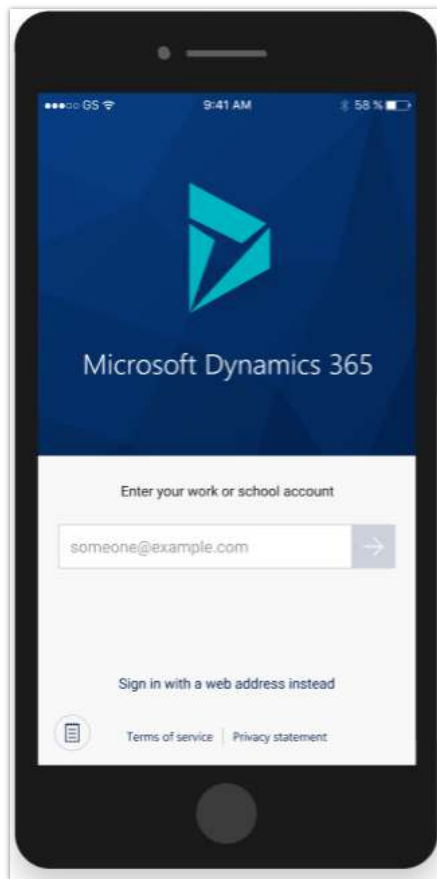 GS 9:41 AM 58 %
Microsoft Dynamics 365
Enter your work or school account
someone@example.com
Sign in with a web address instead
Terms of service Privacy statement